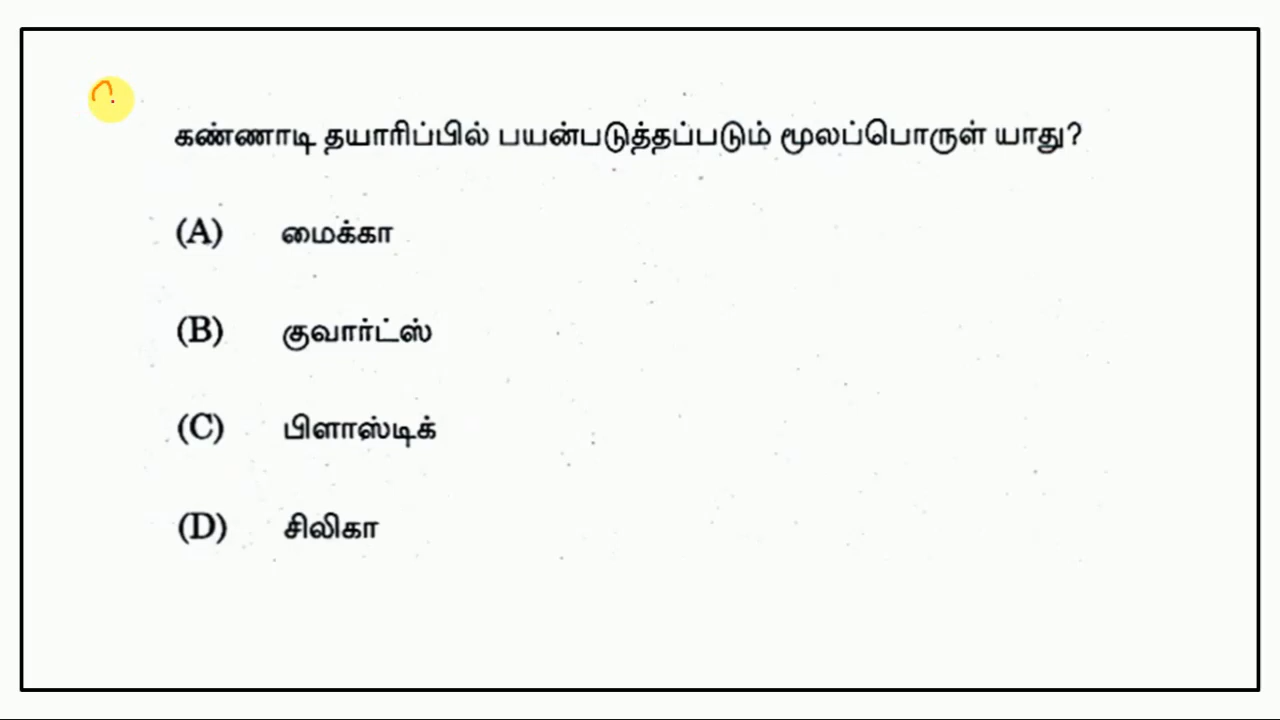 கண்ணாடி தயாரிப்பில் பயன்படுத்தப்படும் மூலப்பொருள் யாது?
(A) மைக்கா
(B) குவார்ட்ஸ்
(C) பிளாஸ்டிக்
(D) சிலிகா